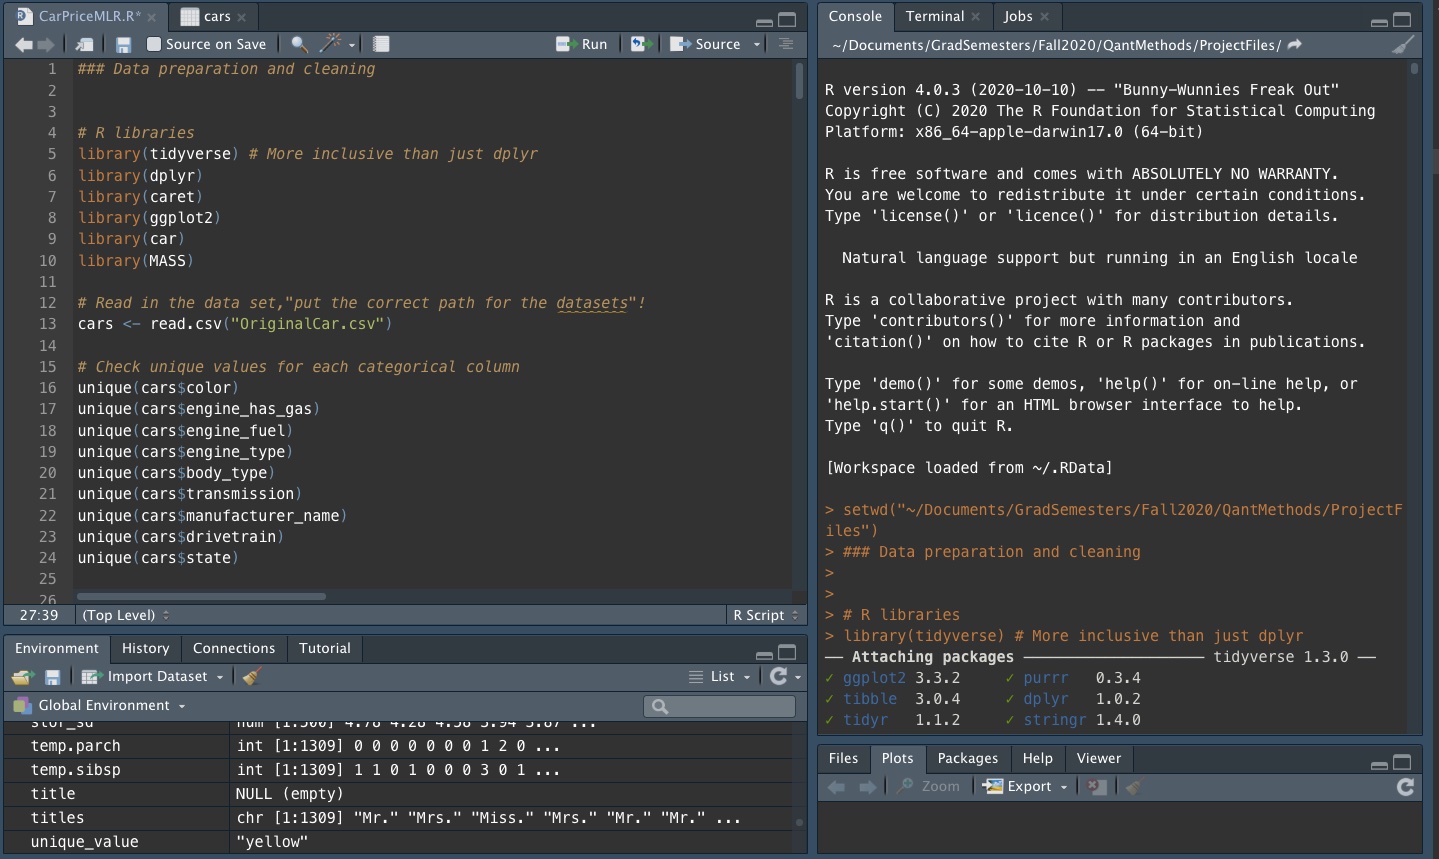 CarPriceMLR.R* × cars ×
Source on Save Run Source
1 ### Data preparation and cleaning
2
3
4 # R libraries
5 library(tidyverse) # More inclusive than just dplyr
6 library(dplyr)
7 library(caret)
8 library(ggplot2)
9 library(car)
10 library(MASS)
11
12 # Read in the data set,"put the correct path for the datasets"!
13 cars <- read.csv("OriginalCar.csv")
14
15 # Check unique values for each categorical column
16 unique(cars$color)
17 unique(cars$engine_has_gas)
18 unique(cars$engine_fuel)
19 unique(cars$engine_type)
20 unique(cars$body_type)
21 unique(cars$transmission)
22 unique(cars$manufacturer_name)
23 unique(cars$drivetrain)
24 unique(cars$state)
25
26
27:39 (Top Level) R Script
Environment History Connections Tutorial
Import Dataset List
Global Environment
stor_sd num [1:500] 4.76 4.28 4.58 3.94 3.87 ...
temp.parch int [1:1309] 0 0 0 0 0 0 0 1 2 0 ...
temp.sibsp int [1:1309] 1 1 0 1 0 0 0 3 0 1 ...
title NULL (empty)
titles chr [1:1309] "Mr." "Mrs." "Miss." "Mrs." "Mr." "Mr." ...
unique_value "yellow"
Console Terminal × Jobs ×
~/Documents/GradSemesters/Fall2020/QantMethods/ProjectFiles/
R version 4.0.3 (2020-10-10) -- "Bunny-Wunnies Freak Out"
Copyright (C) 2020 The R Foundation for Statistical Computing
Platform: x86_64-apple-darwin17.0 (64-bit)
R is free software and comes with ABSOLUTELY NO WARRANTY.
You are welcome to redistribute it under certain conditions.
Type 'license()' or 'licence()' for distribution details.
Natural language support but running in an English locale
R is a collaborative project with many contributors.
Type 'contributors()' for more information and
'citation()' on how to cite R or R packages in publications.
Type 'demo()' for some demos, 'help()' for on-line help, or
'help.start()' for an HTML browser interface to help.
Type 'q()' to quit R.
[Workspace loaded from ~/.RData]
> setwd("~/Documents/GradSemesters/Fall2020/QantMethods/ProjectF
iles")
> ### Data preparation and cleaning
>
>
> # R libraries
> library(tidyverse) # More inclusive than just dplyr
── Attaching packages ──────────────────── tidyverse 1.3.0 ──
✓ ggplot2 3.3.2 ✓ purrr 0.3.4
✓ tibble 3.0.4 ✓ dplyr 1.0.2
✓ tidyr 1.1.2 ✓ stringr 1.4.0
Files Plots Packages Help Viewer
Zoom Export